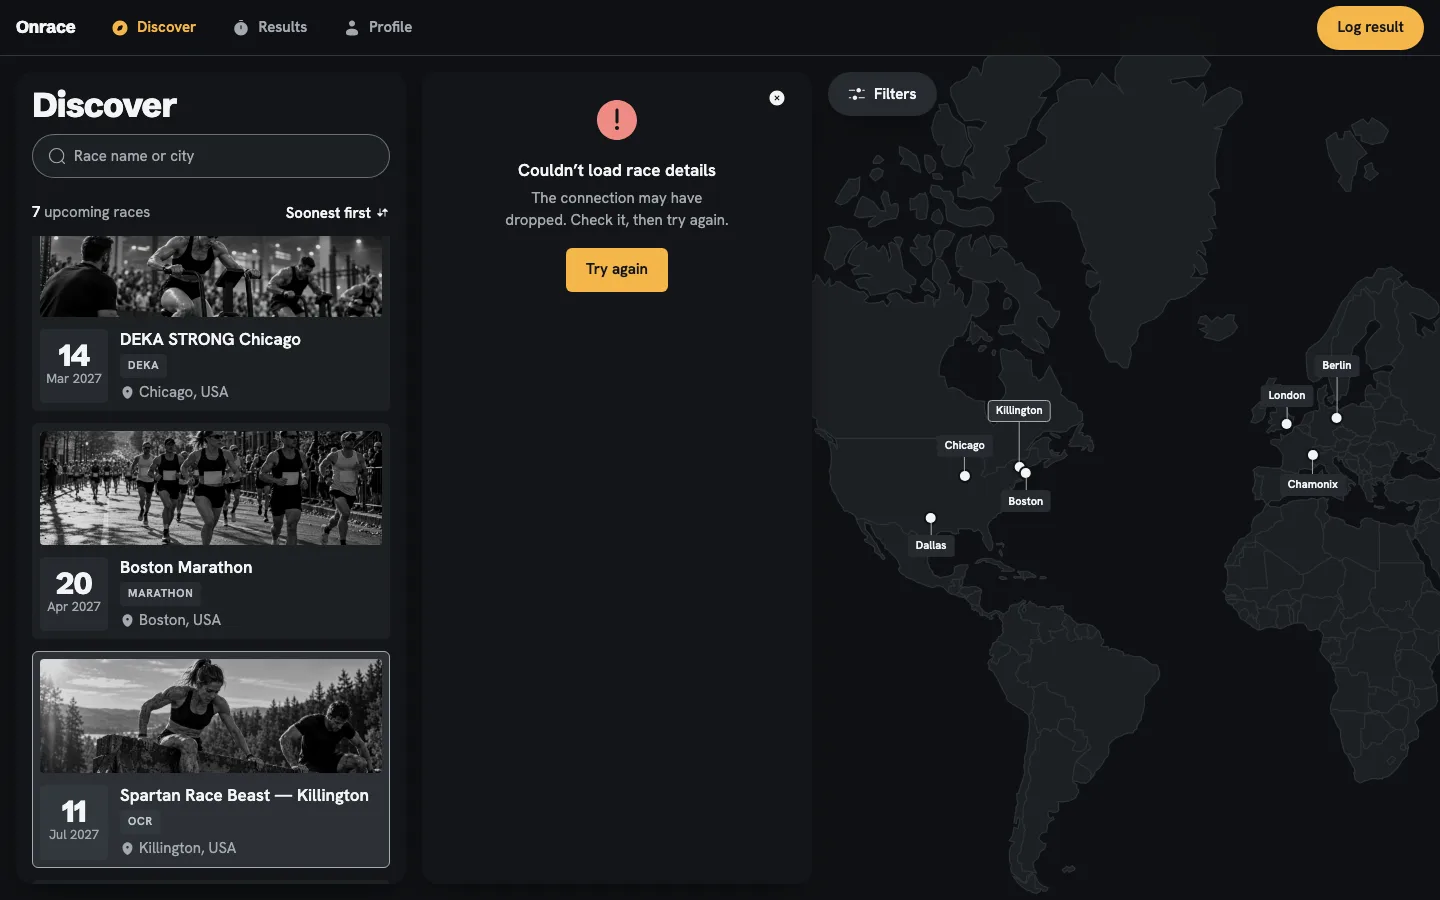 Onrace
Discover
Results
Profile
Log result
Discover
Race name or city
7 upcoming races
Soonest first
14
Mar 2027
DEKA STRONG Chicago
DEKA
Chicago, USA
20
Apr 2027
Boston Marathon
MARATHON
Boston, USA
11
Jul 2027
Spartan Race Beast — Killington
OCR
Killington, USA
Couldn’t load race details
The connection may have
dropped. Check it, then try again.
Try again
Filters
Berlin
London
Killington
Chicago
Chamonix
Boston
Dallas